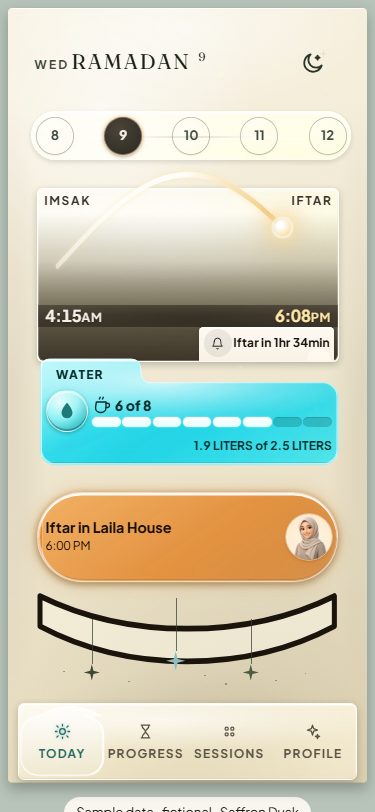 WED RAMADAN 9
8 9 10 11 12
IMSAK IFTAR
4:15AM 6:08PM
Iftar in 1hr 34min
WATER
6 of 8
1.9 LITERS of 2.5 LITERS
Iftar in Laila House
6:00 PM
TODAY PROGRESS SESSIONS PROFILE
Sample data, fictional. Saffron Dusk